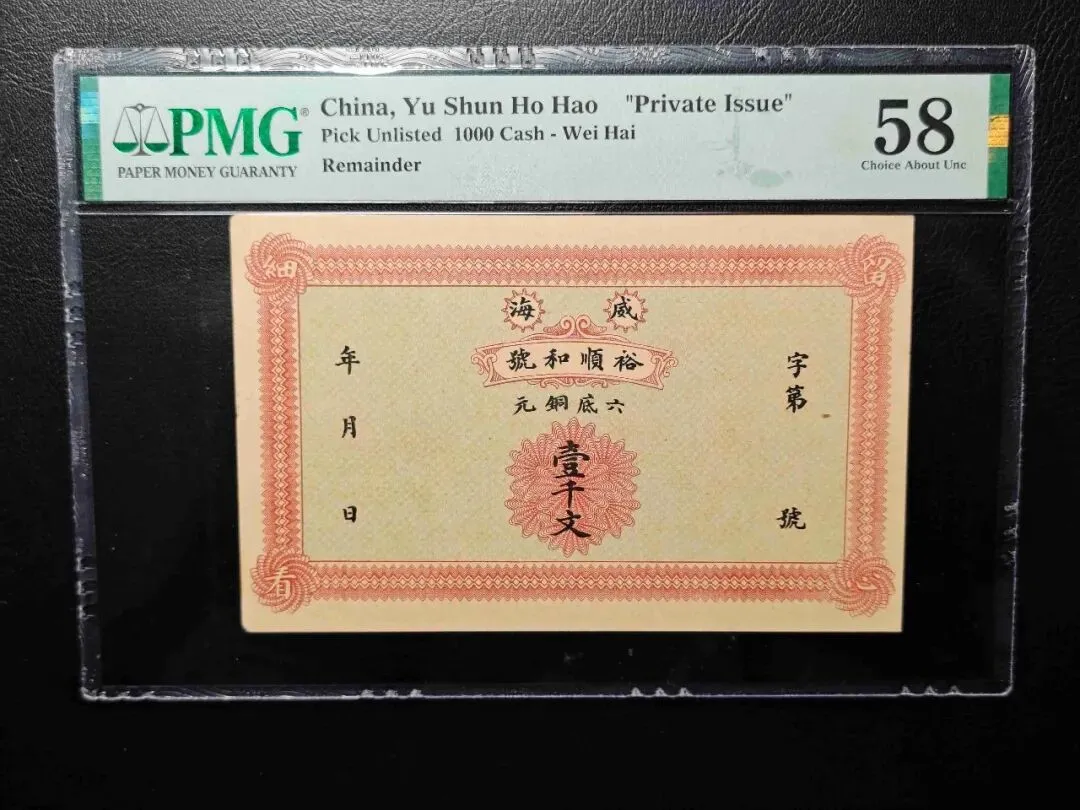 PMG®
PAPER MONEY GUARANTY
China, Yu Shun Ho Hao "Private Issue"
Pick Unlisted 1000 Cash - Wei Hai
Remainder
58
Choice About Unc
留心細看
威海
裕順和號
六底銅元
壹千文
字第 號
年月日